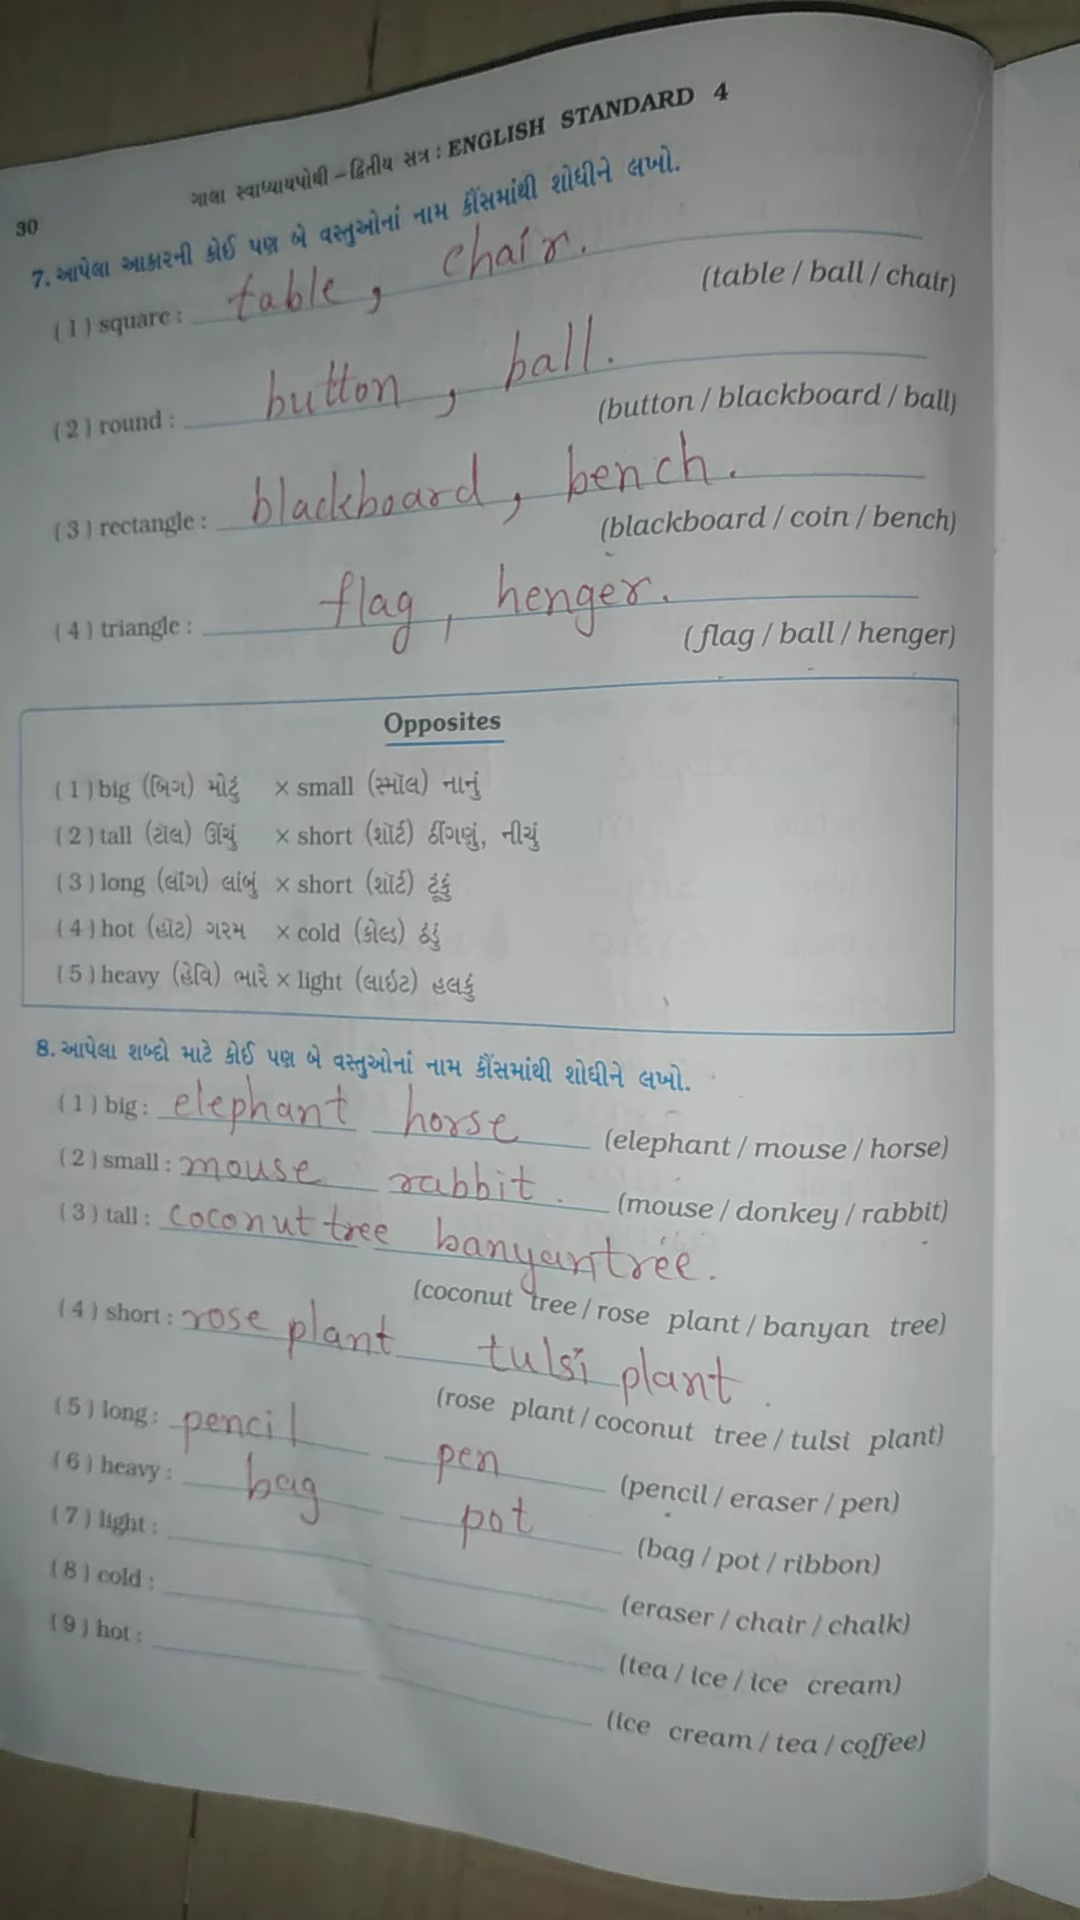 ગાલા સ્વાધ્યાયપોથી – દ્વિતીય સત્ર : ENGLISH STANDARD 4
30
7. આપેલા આકારની કોઈ પણ બે વસ્તુઓનાં નામ કૌંસમાંથી શોધીને લખો.
(1) square : table, chair.
(table / ball / chair)
(2) round : button, ball.
(button / blackboard / ball)
(3) rectangle : blackboard, bench.
(blackboard / coin / bench)
(4) triangle : flag, henger.
(flag / ball / henger)
Opposites
(1) big (બિગ) મોટું × small (સ્મૉલ) નાનું
(2) tall (ટૉલ) ઊંચું × short (શૉર્ટ) ઠીંગણું, નીચું
(3) long (લૉંગ) લાંબું × short (શૉર્ટ) ટૂંકું
(4) hot (હૉટ) ગરમ × cold (કોલ્ડ) ઠંડું
(5) heavy (હેવિ) ભારે × light (લાઇટ) હલકું
8. આપેલા શબ્દો માટે કોઈ પણ બે વસ્તુઓનાં નામ કૌંસમાંથી શોધીને લખો.
(1) big : elephant horse (elephant / mouse / horse)
(2) small : mouse rabbit. (mouse / donkey / rabbit)
(3) tall : coconut tree banyantree.
(coconut tree / rose plant / banyan tree)
(4) short : rose plant tulsi plant.
(rose plant / coconut tree / tulsi plant)
(5) long : pencil pen (pencil / eraser / pen)
(6) heavy : bag pot (bag / pot / ribbon)
(7) light : (eraser / chair / chalk)
(8) cold : (tea / ice / ice cream)
(9) hot : (ice cream / tea / coffee)